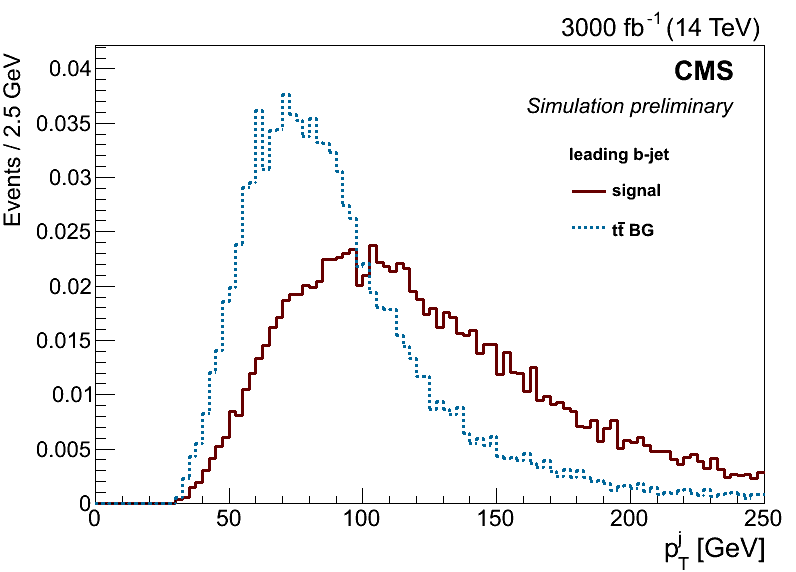 3000 fb⁻¹ (14 TeV)
Events / 2.5 GeV
0.04
0.035
0.03
0.025
0.02
0.015
0.01
0.005
0
CMS
Simulation preliminary
leading b-jet
signal
tt̄ BG
0 50 100 150 200 250
p_T^j [GeV]